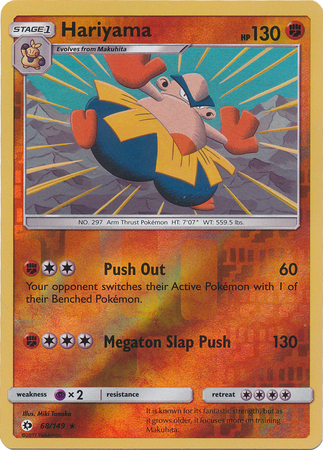 STAGE 1
Hariyama
HP 130
Evolves from Makuhita
NO. 297 Arm Thrust Pokémon HT: 7'07" WT: 559.5 lbs.
Push Out 60
Your opponent switches their Active Pokémon with 1 of
their Benched Pokémon.
Megaton Slap Push 130
weakness ×2 resistance retreat
Illus. Miki Tanaka
68/149 ★
It is known for its fantastic strength, but as
it grows older, it focuses more on training
Makuhita.